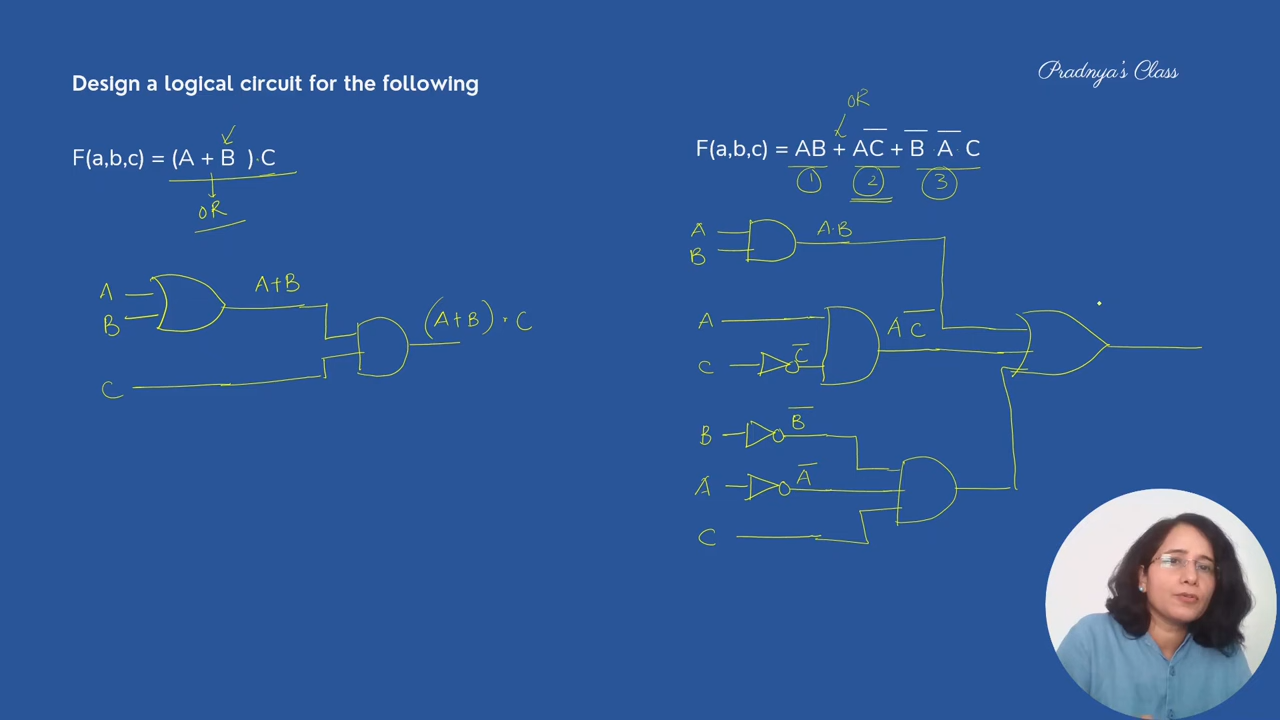 Design a logical circuit for the following
Pradnya's Class
F(a,b,c) = (A + B )·C
OR
A
B
A+B
C
(A+B)·C
OR
F(a,b,c) = AB + AC̅ + B̅ · A̅ · C
1 2 3
A
B
A·B
A
C
C̅
AC̅
B
B̅
A
A̅
C